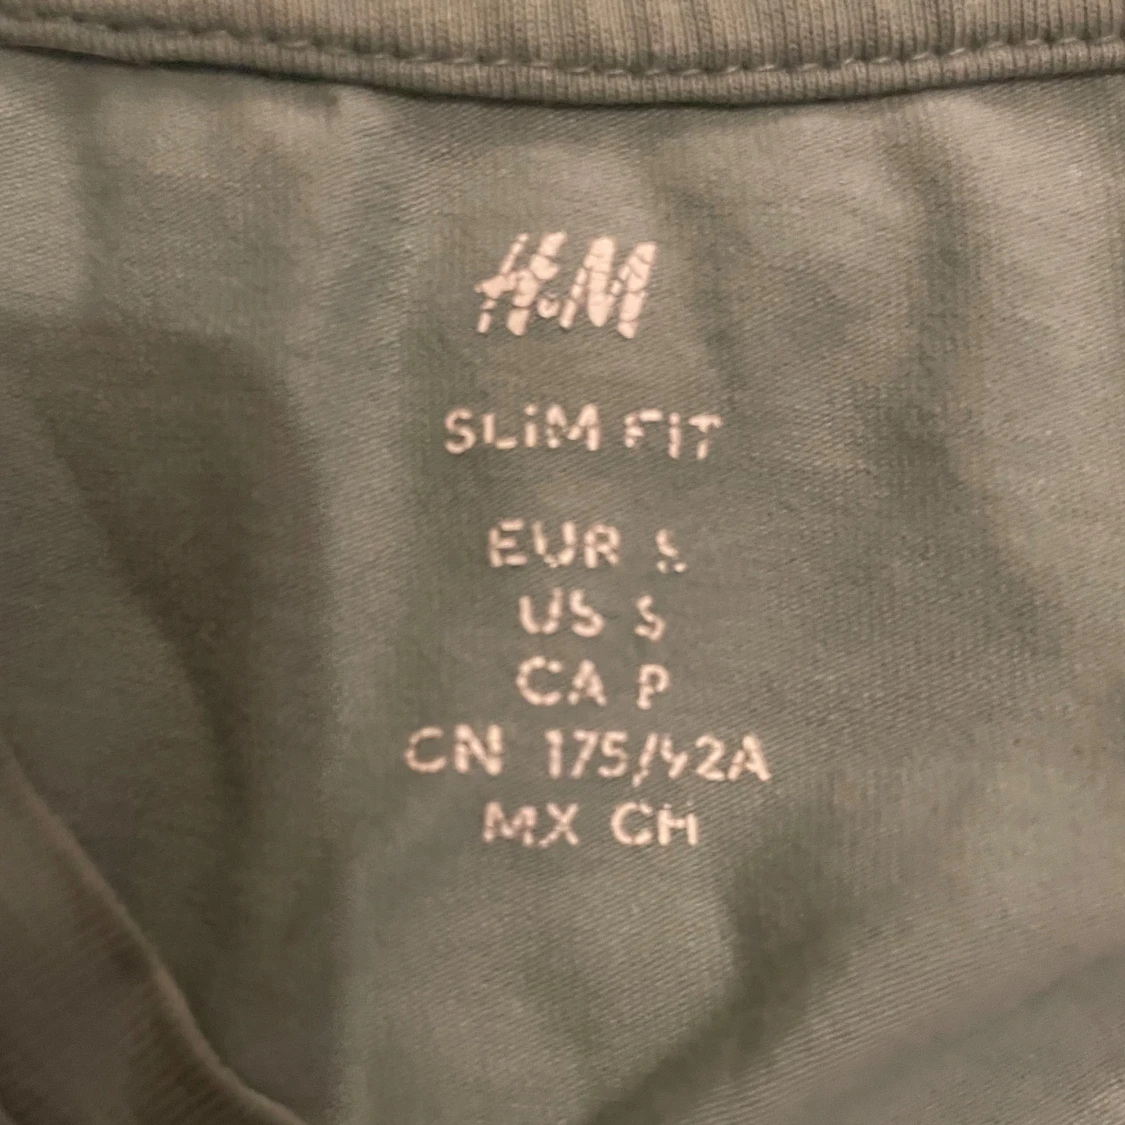 H&M
SLIM FIT
EUR S
US S
CA P
CN 175/92A
MX CH